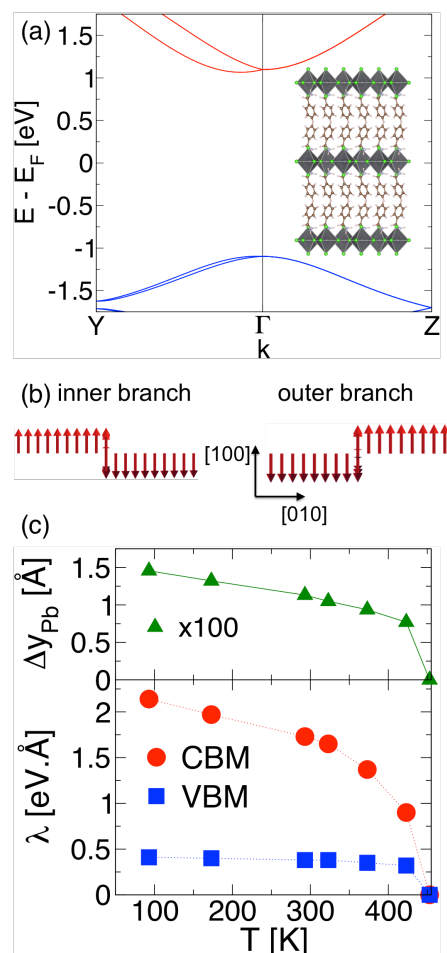 (a)
1.5
1
0.5
0
-0.5
-1
-1.5
E - E_F [eV]
Y Γ Z
k
(b) inner branch outer branch
[100]
[010]
(c)
1.5
1
0.5
0
Δy_Pb [Å]
x100
2
1.5
1
0.5
0
λ [eV.Å]
CBM
VBM
100 200 300 400
T [K]